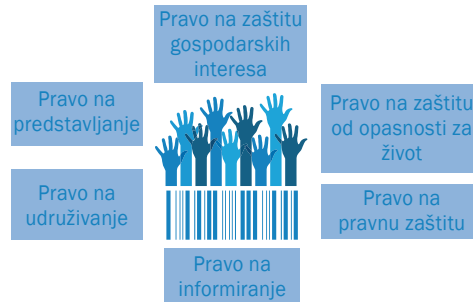 Pravo na zaštitu
gospodarskih
interesa
Pravo na
predstavljanje
Pravo na zaštitu
od opasnosti za
život
Pravo na
udruživanje
Pravo na
pravnu zaštitu
Pravo na
informiranje